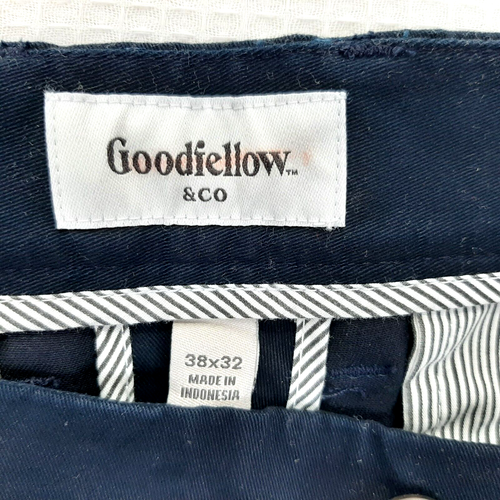 Goodfellow™
&CO
38x32
MADE IN
INDONESIA